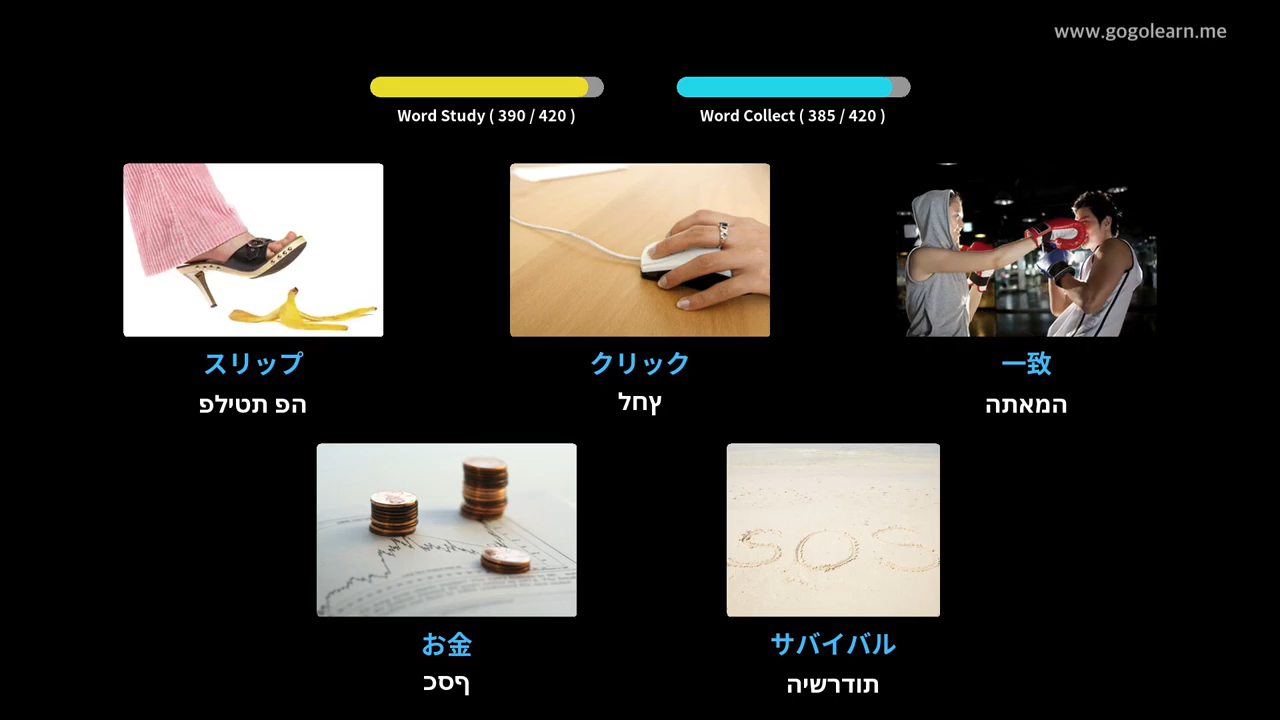 www.gogolearn.me
Word Study ( 390 / 420 )
Word Collect ( 385 / 420 )
スリップ
הפ תטילפ
クリック
ץחל
一致
המאתה
お金
ףסכ
サバイバル
תודרשיה